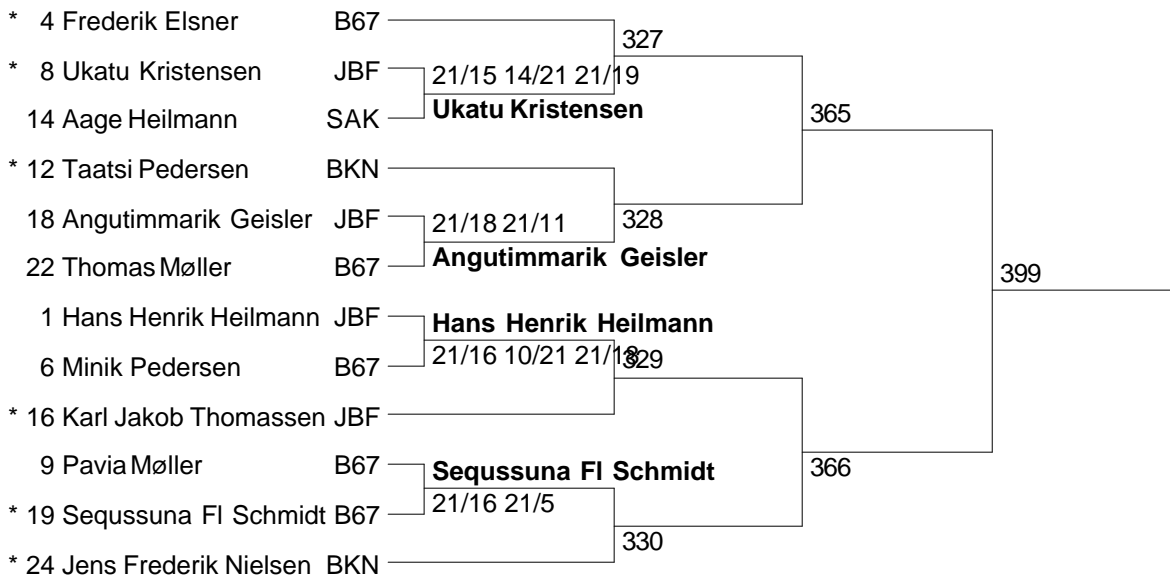 * 4 Frederik Elsner B67
327
* 8 Ukatu Kristensen JBF
21/15 14/21 21/19
Ukatu Kristensen
14 Aage Heilmann SAK
365
* 12 Taatsi Pedersen BKN
18 Angutimmarik Geisler JBF
21/18 21/11
328
Angutimmarik Geisler
22 Thomas Møller B67
399
1 Hans Henrik Heilmann JBF
Hans Henrik Heilmann
21/16 10/21 21/18
329
6 Minik Pedersen B67
* 16 Karl Jakob Thomassen JBF
9 Pavia Møller B67
366
Sequssuna Fl Schmidt
21/16 21/5
* 19 Sequssuna Fl Schmidt B67
330
* 24 Jens Frederik Nielsen BKN